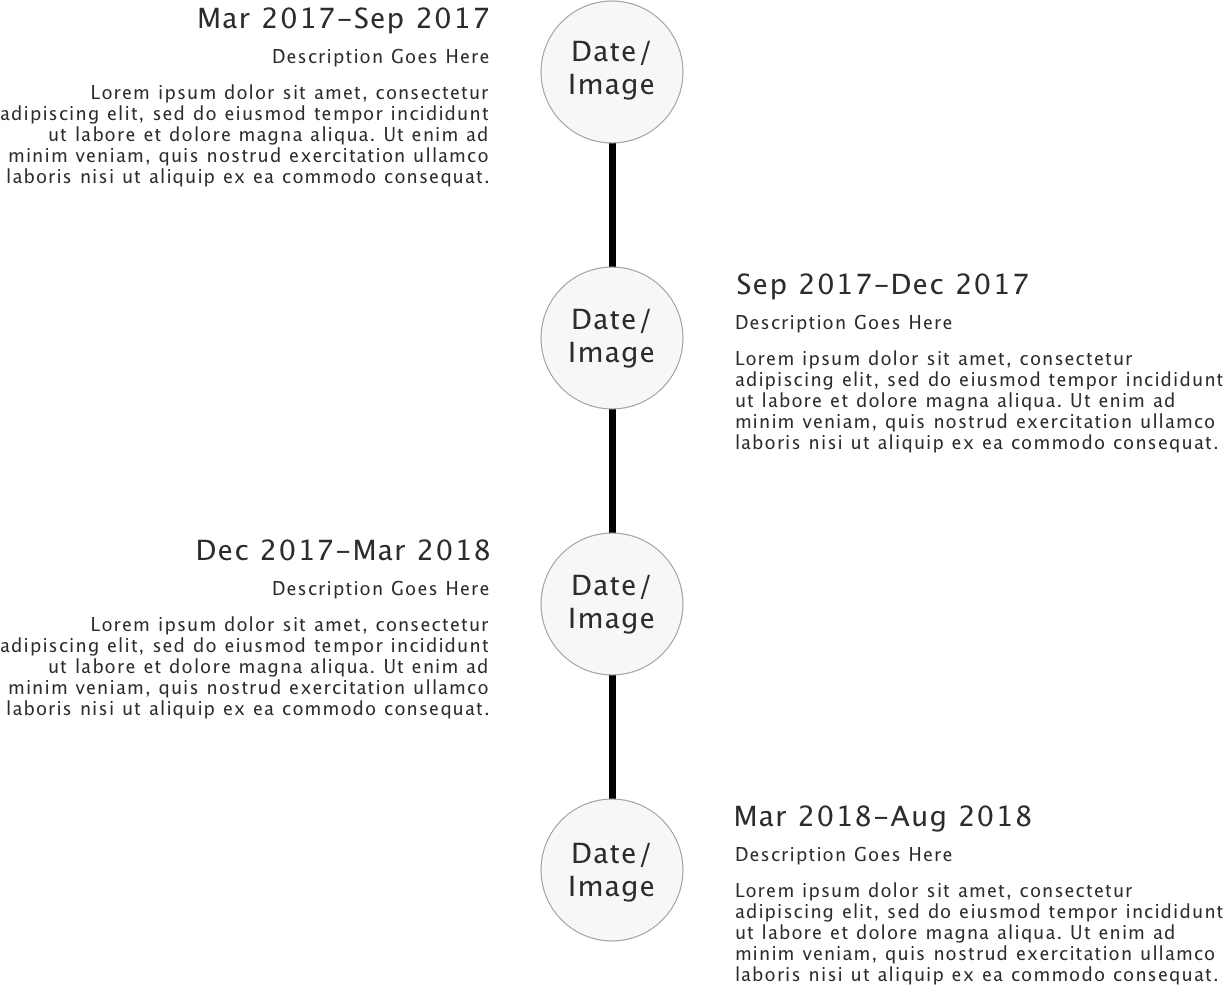 Mar 2017–Sep 2017
Description Goes Here
Lorem ipsum dolor sit amet, consectetur
adipiscing elit, sed do eiusmod tempor incididunt
ut labore et dolore magna aliqua. Ut enim ad
minim veniam, quis nostrud exercitation ullamco
laboris nisi ut aliquip ex ea commodo consequat.
Date/
Image
Date/
Image
Sep 2017–Dec 2017
Description Goes Here
Lorem ipsum dolor sit amet, consectetur
adipiscing elit, sed do eiusmod tempor incididunt
ut labore et dolore magna aliqua. Ut enim ad
minim veniam, quis nostrud exercitation ullamco
laboris nisi ut aliquip ex ea commodo consequat.
Dec 2017–Mar 2018
Description Goes Here
Lorem ipsum dolor sit amet, consectetur
adipiscing elit, sed do eiusmod tempor incididunt
ut labore et dolore magna aliqua. Ut enim ad
minim veniam, quis nostrud exercitation ullamco
laboris nisi ut aliquip ex ea commodo consequat.
Date/
Image
Date/
Image
Mar 2018–Aug 2018
Description Goes Here
Lorem ipsum dolor sit amet, consectetur
adipiscing elit, sed do eiusmod tempor incididunt
ut labore et dolore magna aliqua. Ut enim ad
minim veniam, quis nostrud exercitation ullamco
laboris nisi ut aliquip ex ea commodo consequat.